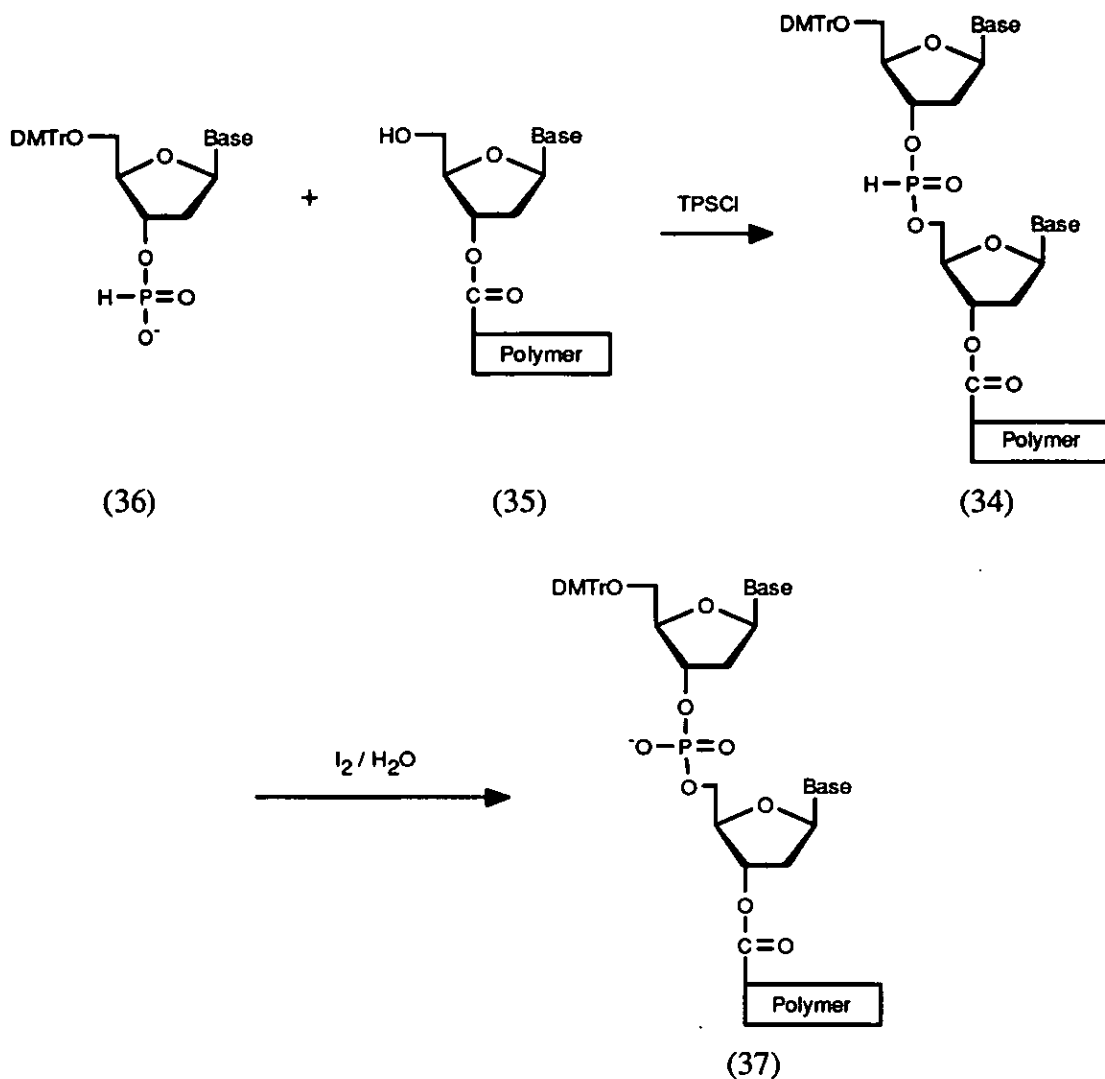 DMTrO
O
Base
O
H-P=O
O-
(36)
+
HO
O
Base
O
C=O
Polymer
(35)
TPSCl
DMTrO
O
Base
O
H-P=O
O
O
Base
O
C=O
Polymer
(34)
I2 / H2O
DMTrO
O
Base
O
-O-P=O
O
O
Base
O
C=O
Polymer
(37)